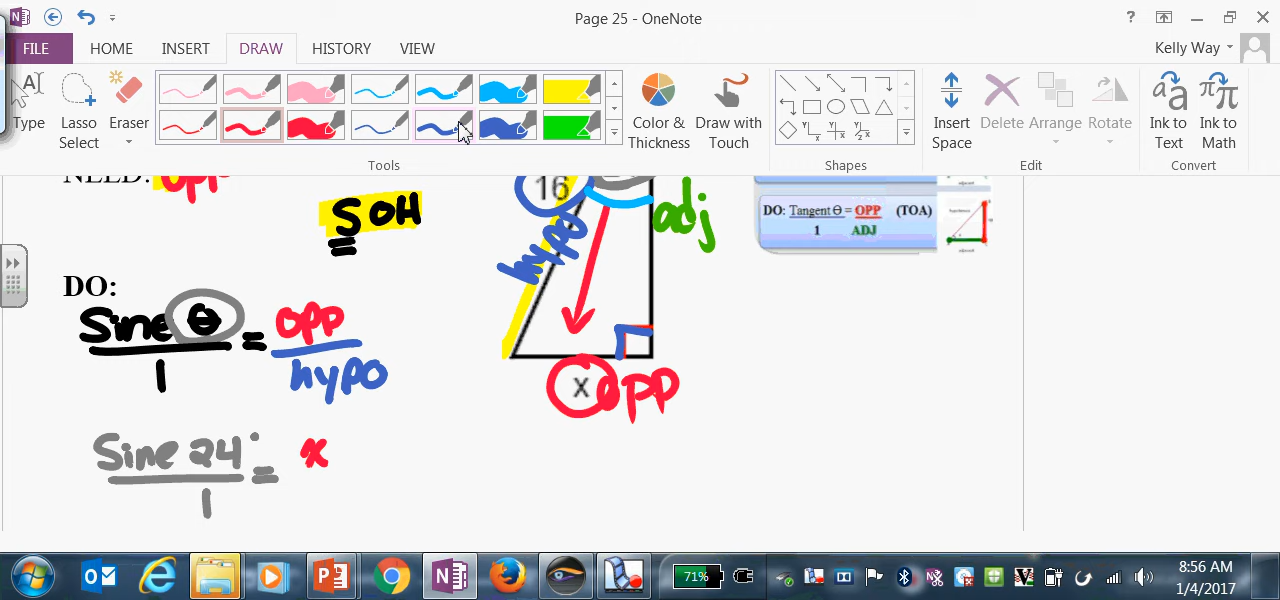 Page 25 - OneNote
?
FILE HOME INSERT DRAW HISTORY VIEW
Kelly Way
Type
Lasso Select
Eraser
Color & Thickness
Draw with Touch
Insert Space
Delete
Arrange
Rotate
Ink to Text
Ink to Math
Tools
Shapes
Edit
Convert
NEED: opp
SOH
16
hypo
adj
DO: Tangent Θ = OPP (TOA)
1 ADJ
DO:
Sine Θ = opp
1 hypo
x opp
Sine 24° = x
1
71%
8:56 AM
1/4/2017